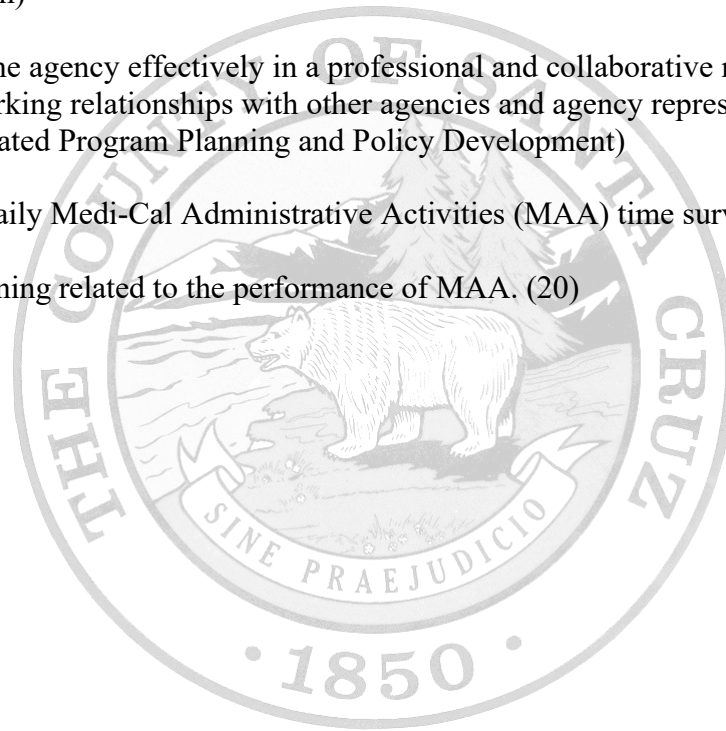 he agency effectively in a professional and collaborative
rking relationships with other agencies and agency repres
ated Program Planning and Policy Development)
aily Medi-Cal Administrative Activities (MAA) time surv
ning related to the performance of MAA. (20)
THE COUNTY OF SANTA CRUZ
SINE PRAEJUDICIO
• 1850 •